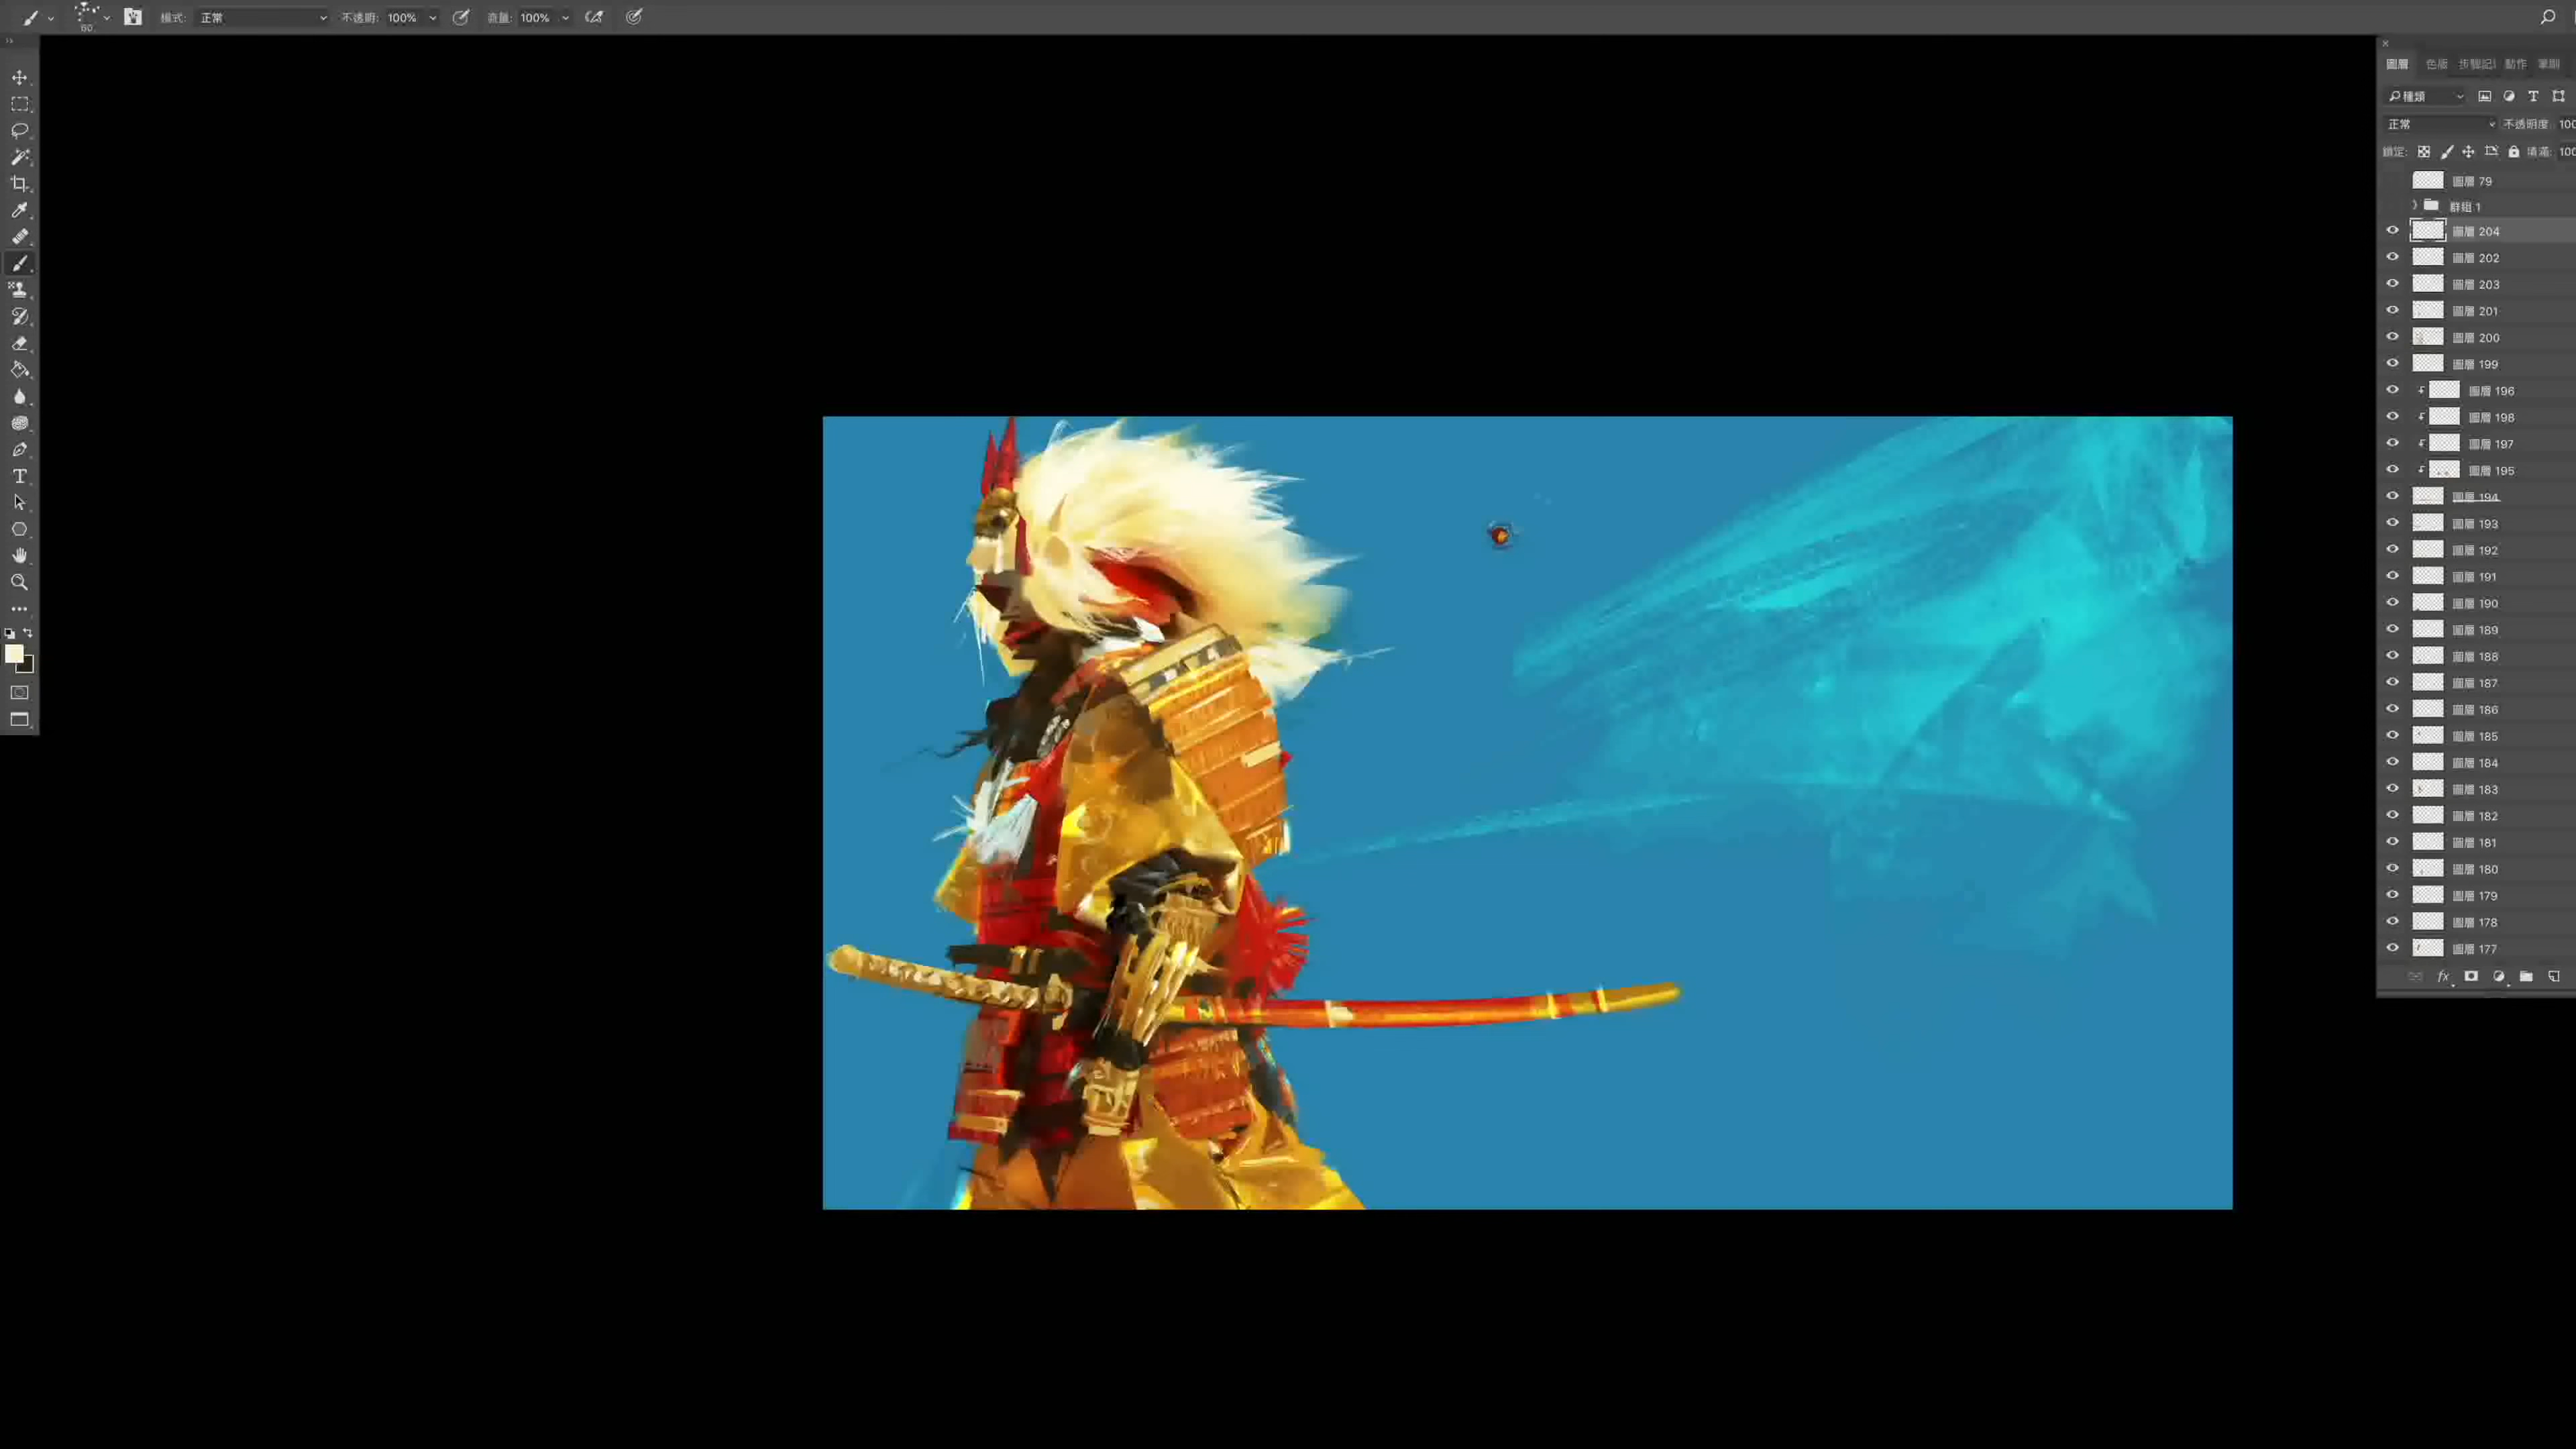 60
模式: 正常 不透明: 100% 流量: 100%
圖層 色版 步驟記 動作 筆刷
種類
正常 不透明度: 100
鎖定: 填滿: 100
圖層 79
群組 1
圖層 204
圖層 202
圖層 203
圖層 201
圖層 200
圖層 199
圖層 196
圖層 198
圖層 197
圖層 195
圖層 194
圖層 193
圖層 192
圖層 191
圖層 190
圖層 189
圖層 188
圖層 187
圖層 186
圖層 185
圖層 184
圖層 183
圖層 182
圖層 181
圖層 180
圖層 179
圖層 178
圖層 177
fx